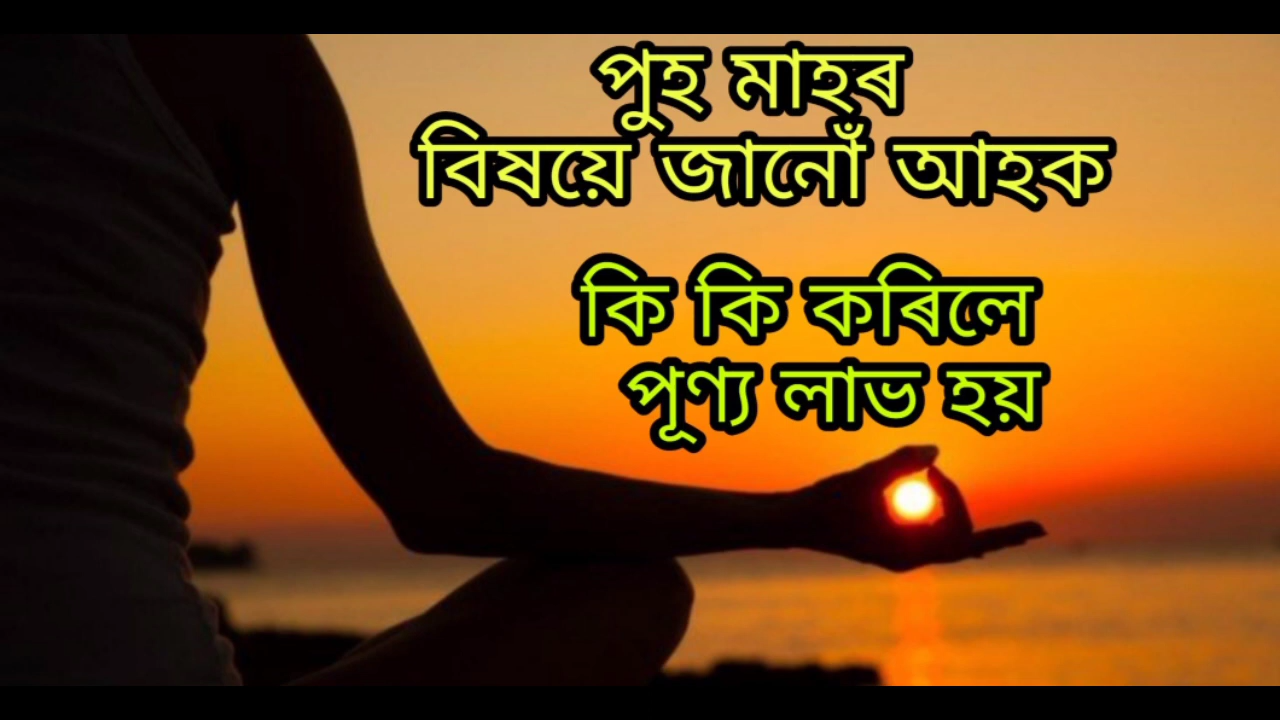 পুহ মাহৰ
বিষয়ে জানোঁ আহক
কি কি কৰিলে
পূণ্য লাভ হয়